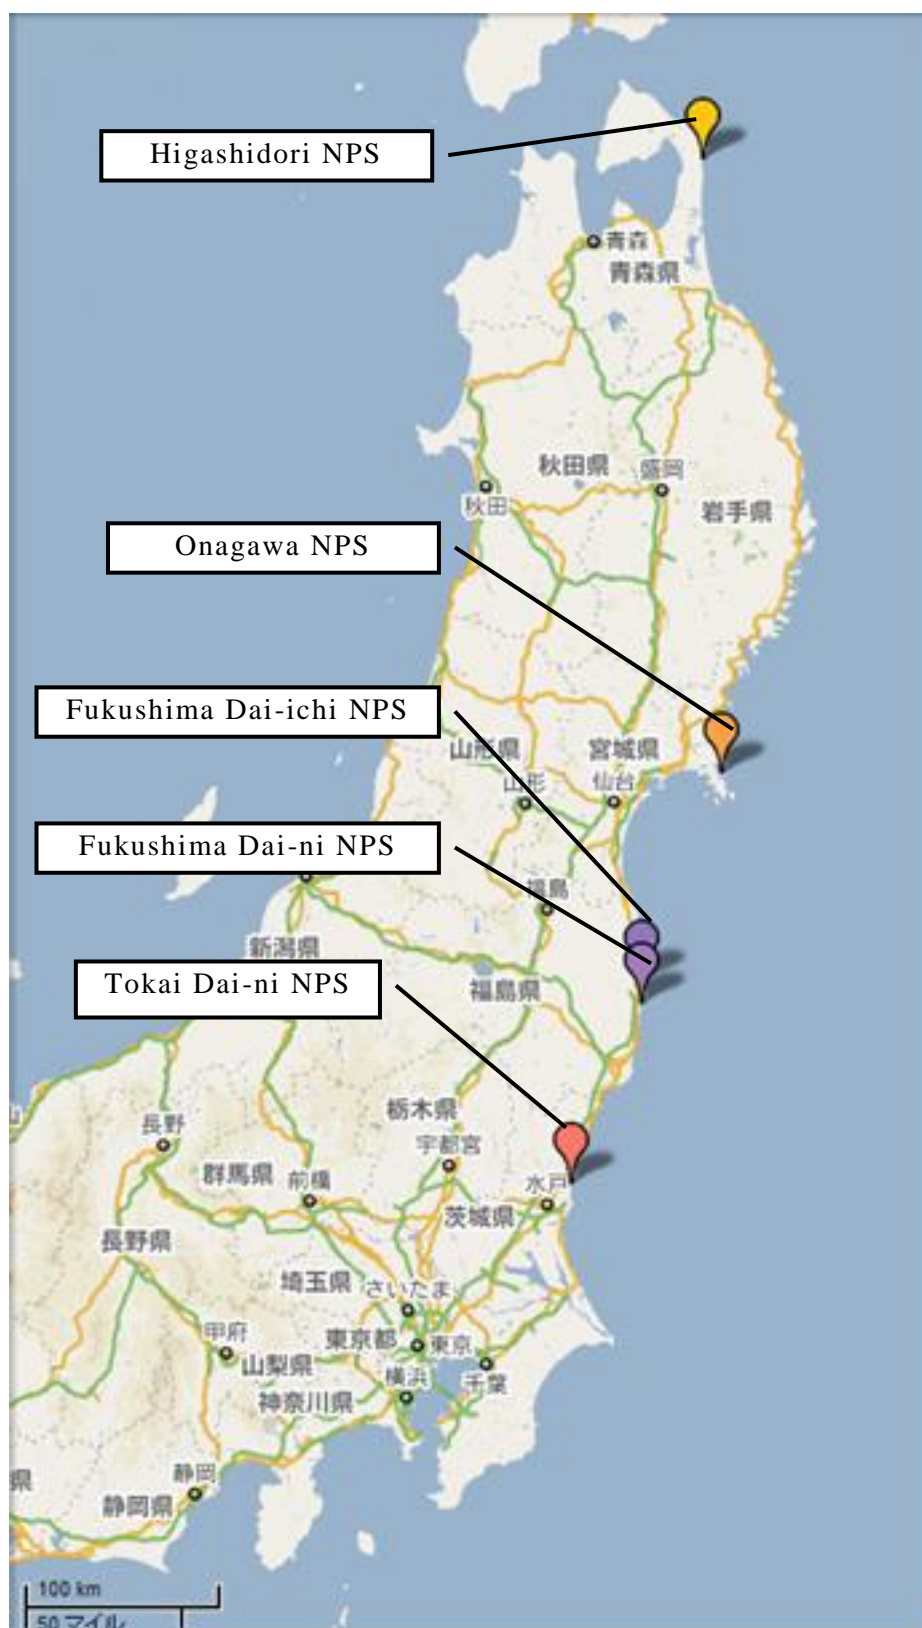 Higashidori NPS
青森
青森県
秋田県
盛岡
秋田
岩手県
Onagawa NPS
Fukushima Dai-ichi NPS
山形県
宮城県
山形
仙台
Fukushima Dai-ni NPS
福島
新潟県
Tokai Dai-ni NPS
福島県
栃木県
長野
宇都宮
群馬県
前橋
水戸
茨城県
長野県
埼玉県
さいたま
東京都
東京
甲府
山梨県
横浜
千葉
神奈川県
静岡
県
静岡県
100 km
50 マイル